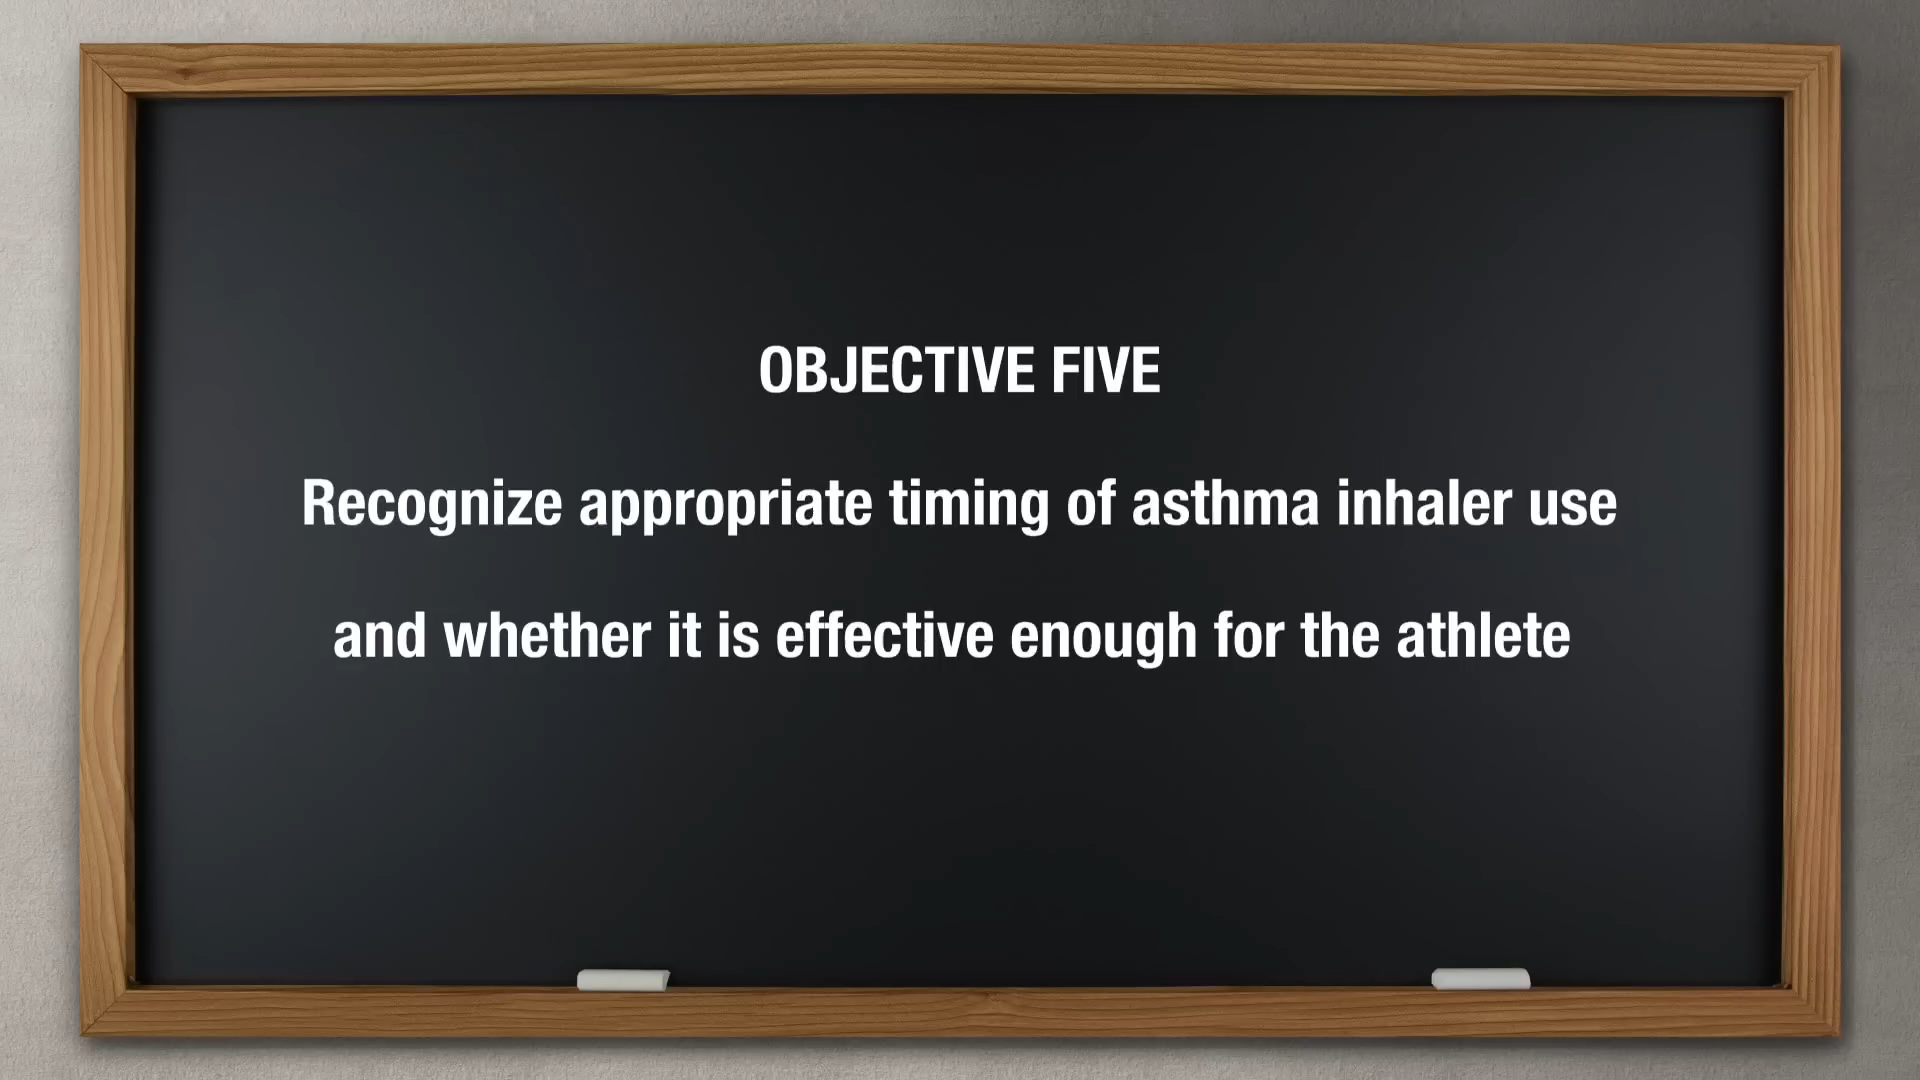 OBJECTIVE FIVE
Recognize appropriate timing of asthma inhaler use
and whether it is effective enough for the athlete